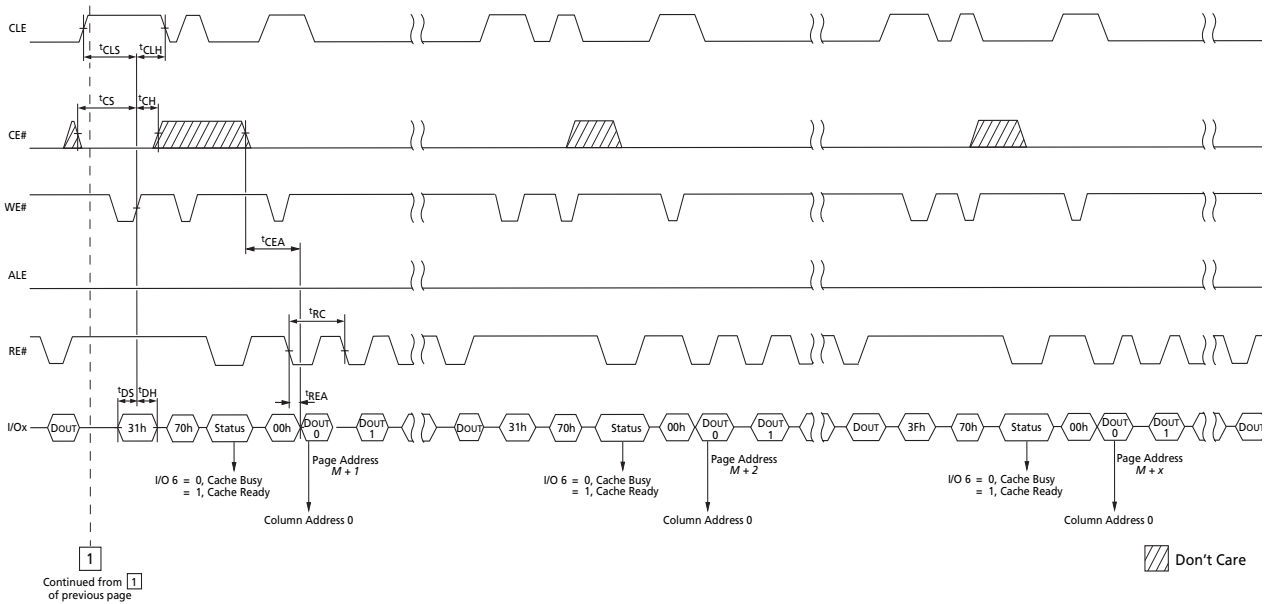 CLE
tCLS
tCLH
tCS
tCH
CE#
WE#
tCEA
ALE
tRC
RE#
tDS
tDH
tREA
I/Ox
DOUT
31h
70h
Status
00h
DOUT 0
DOUT 1
DOUT
31h
70h
Status
00h
DOUT 0
DOUT 1
DOUT
3Fh
70h
Status
00h
DOUT 0
DOUT 1
DOUT
Page Address
M + 1
Page Address
M + 2
Page Address
M + x
I/O 6 = 0, Cache Busy
= 1, Cache Ready
I/O 6 = 0, Cache Busy
= 1, Cache Ready
I/O 6 = 0, Cache Busy
= 1, Cache Ready
Column Address 0
Column Address 0
Column Address 0
1
Continued from 1
of previous page
Don't Care